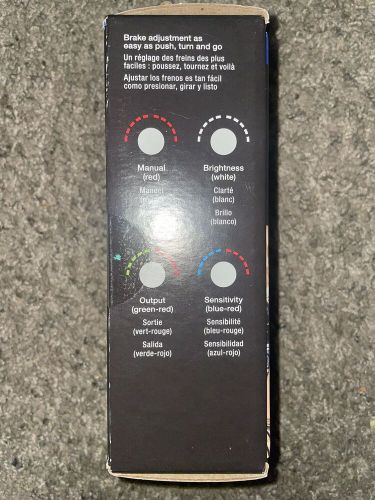 Brake adjustment as
easy as push, turn and go
Un réglage des freins des plus
faciles : poussez, tournez et voilà
Ajustar los frenos es tan fácil
como presionar, girar y listo
Manual
(red)
Manuel
Brightness
(white)
Clarté
(blanc)
Brillo
(blanco)
Output
(green-red)
Sortie
(vert-rouge)
Salida
(verde-rojo)
Sensitivity
(blue-red)
Sensibilité
(bleu-rouge)
Sensibilidad
(azul-rojo)